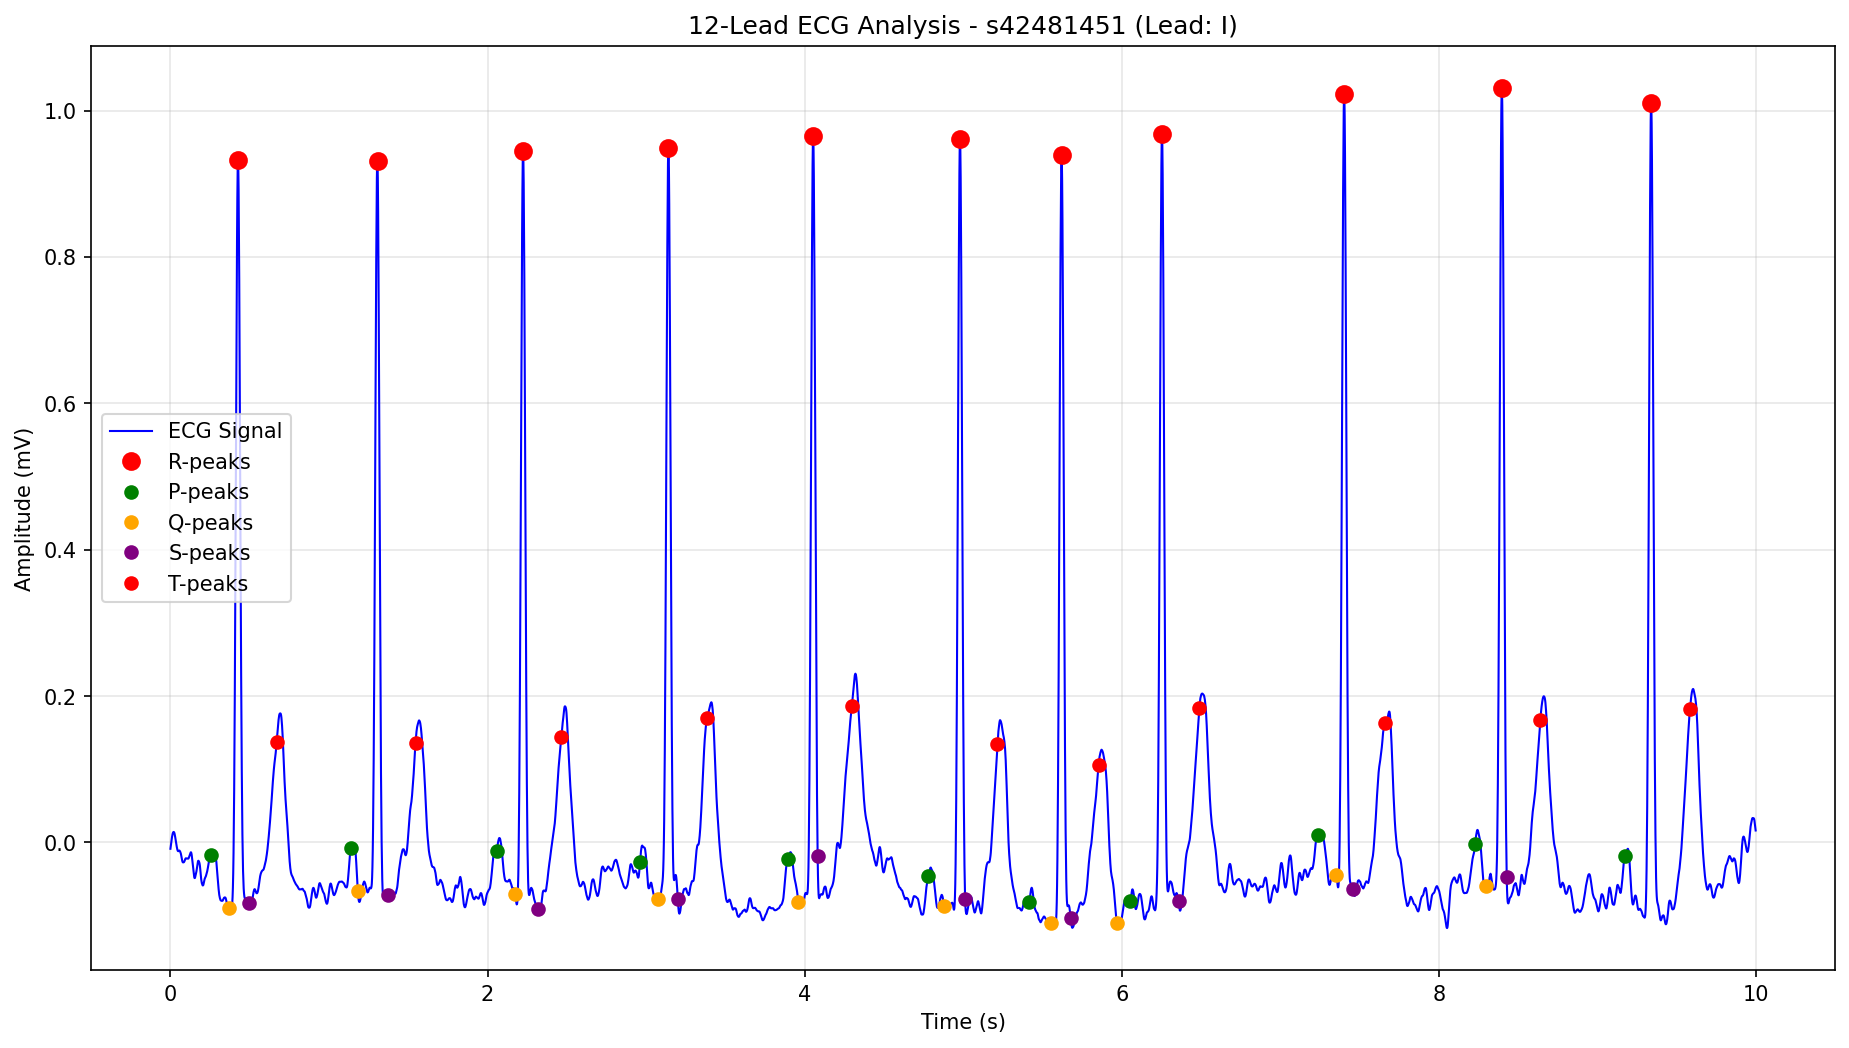 12-Lead ECG Analysis - s42481451 (Lead: I)
Amplitude (mV)
1.0
0.8
0.6
0.4
0.2
0.0
ECG Signal
R-peaks
P-peaks
Q-peaks
S-peaks
T-peaks
0 2 4 6 8 10
Time (s)